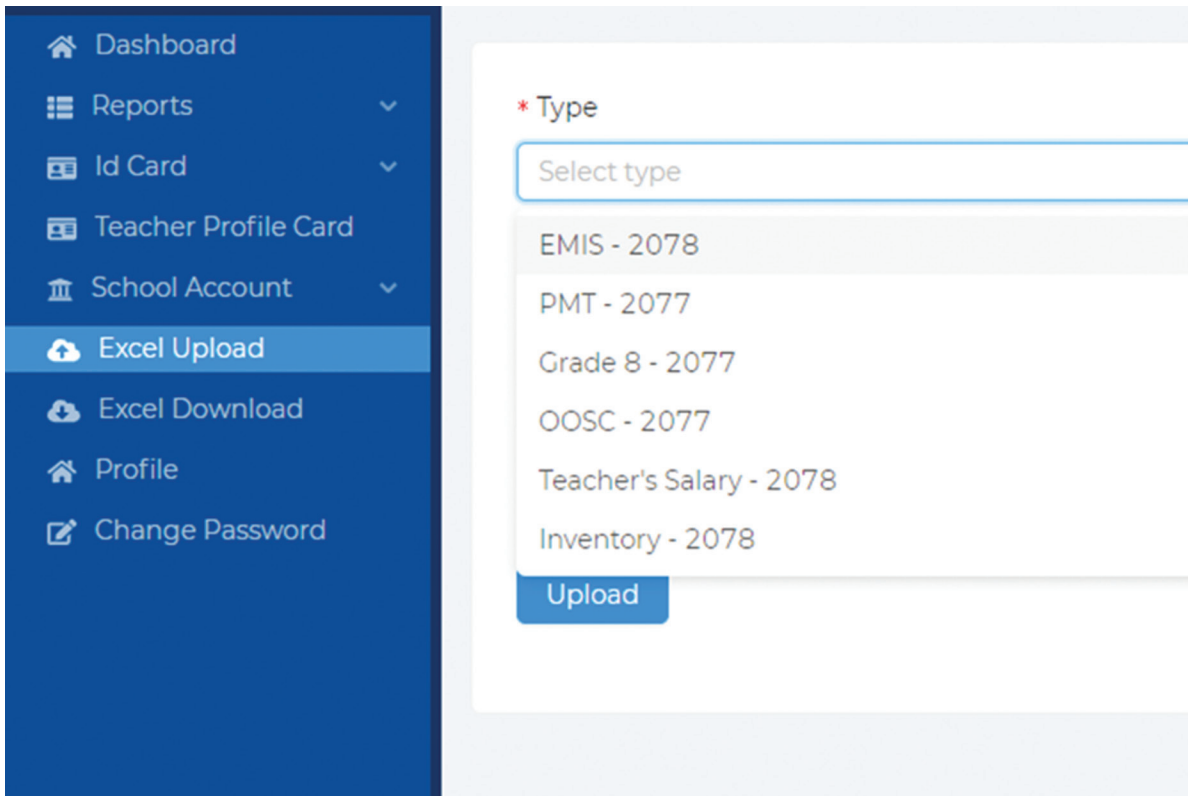 Dashboard
Reports
Id Card
Teacher Profile Card
School Account
Excel Upload
Excel Download
Profile
Change Password
* Type
Select type
EMIS - 2078
PMT - 2077
Grade 8 - 2077
OOSC - 2077
Teacher's Salary - 2078
Inventory - 2078
Upload